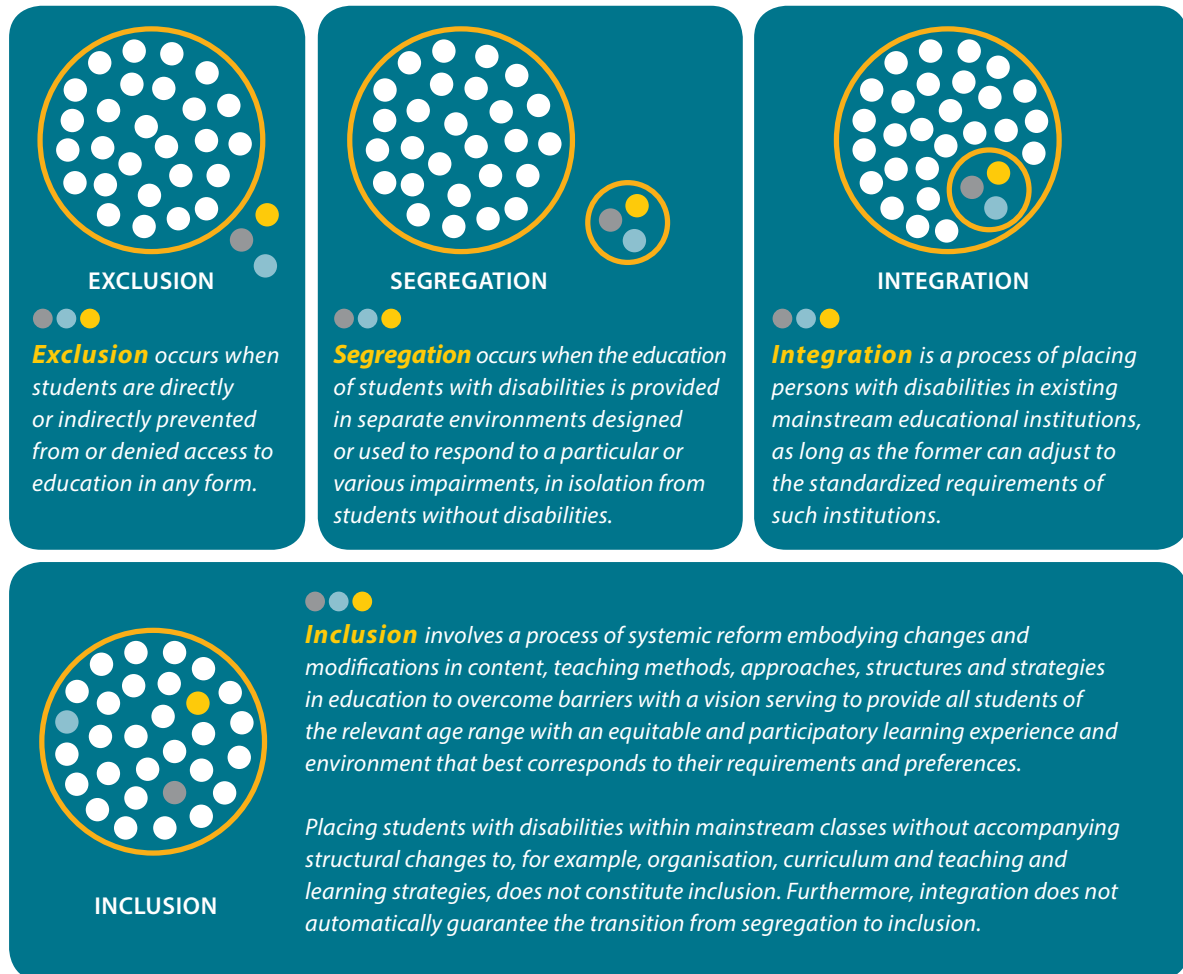 EXCLUSION
Exclusion occurs when
students are directly
or indirectly prevented
from or denied access to
education in any form.
SEGREGATION
Segregation occurs when the education
of students with disabilities is provided
in separate environments designed
or used to respond to a particular or
various impairments, in isolation from
students without disabilities.
INTEGRATION
Integration is a process of placing
persons with disabilities in existing
mainstream educational institutions,
as long as the former can adjust to
the standardized requirements of
such institutions.
INCLUSION
Inclusion involves a process of systemic reform embodying changes and
modifications in content, teaching methods, approaches, structures and strategies
in education to overcome barriers with a vision serving to provide all students of
the relevant age range with an equitable and participatory learning experience and
environment that best corresponds to their requirements and preferences.
Placing students with disabilities within mainstream classes without accompanying
structural changes to, for example, organisation, curriculum and teaching and
learning strategies, does not constitute inclusion. Furthermore, integration does not
automatically guarantee the transition from segregation to inclusion.